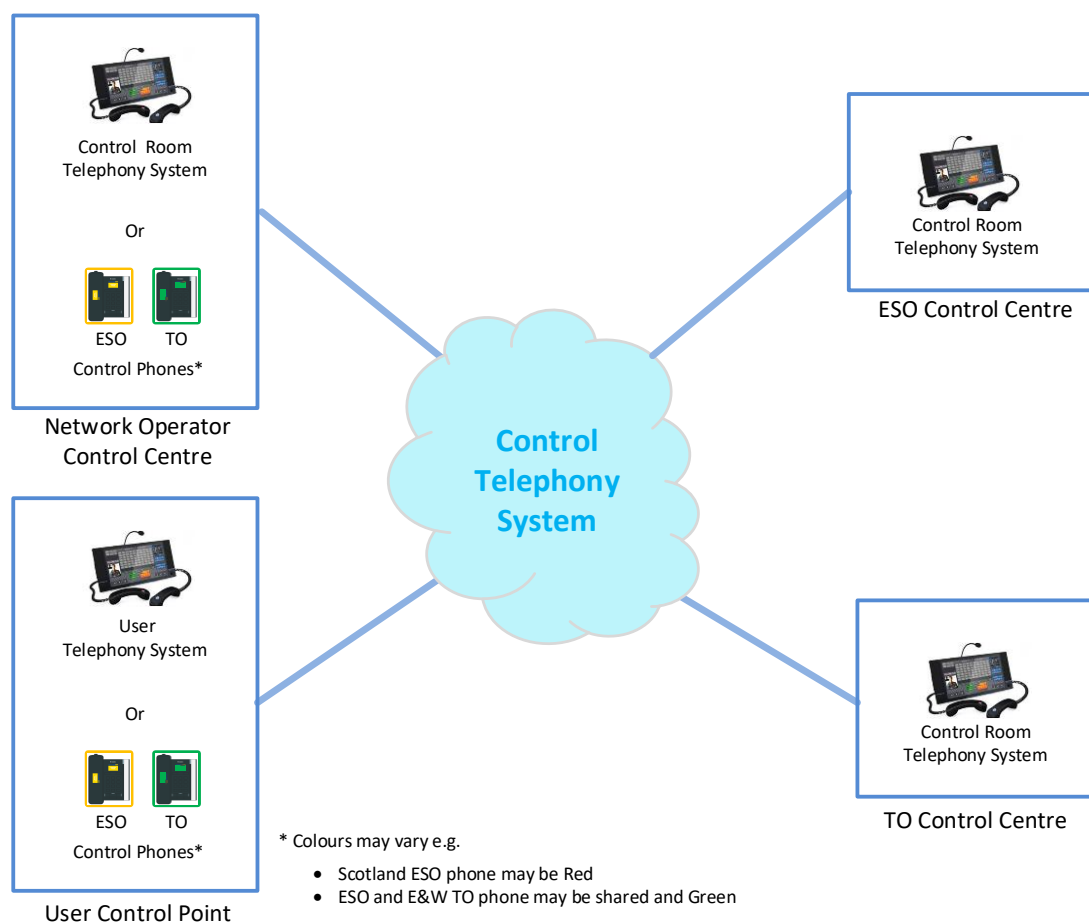 Control Room
Telephony System
Or
ESO TO
Control Phones*
Network Operator
Control Centre
User
Telephony System
Or
ESO TO
Control Phones*
User Control Point
Control
Telephony
System
Control Room
Telephony System
ESO Control Centre
Control Room
Telephony System
TO Control Centre
* Colours may vary e.g.
• Scotland ESO phone may be Red
• ESO and E&W TO phone may be shared and Green